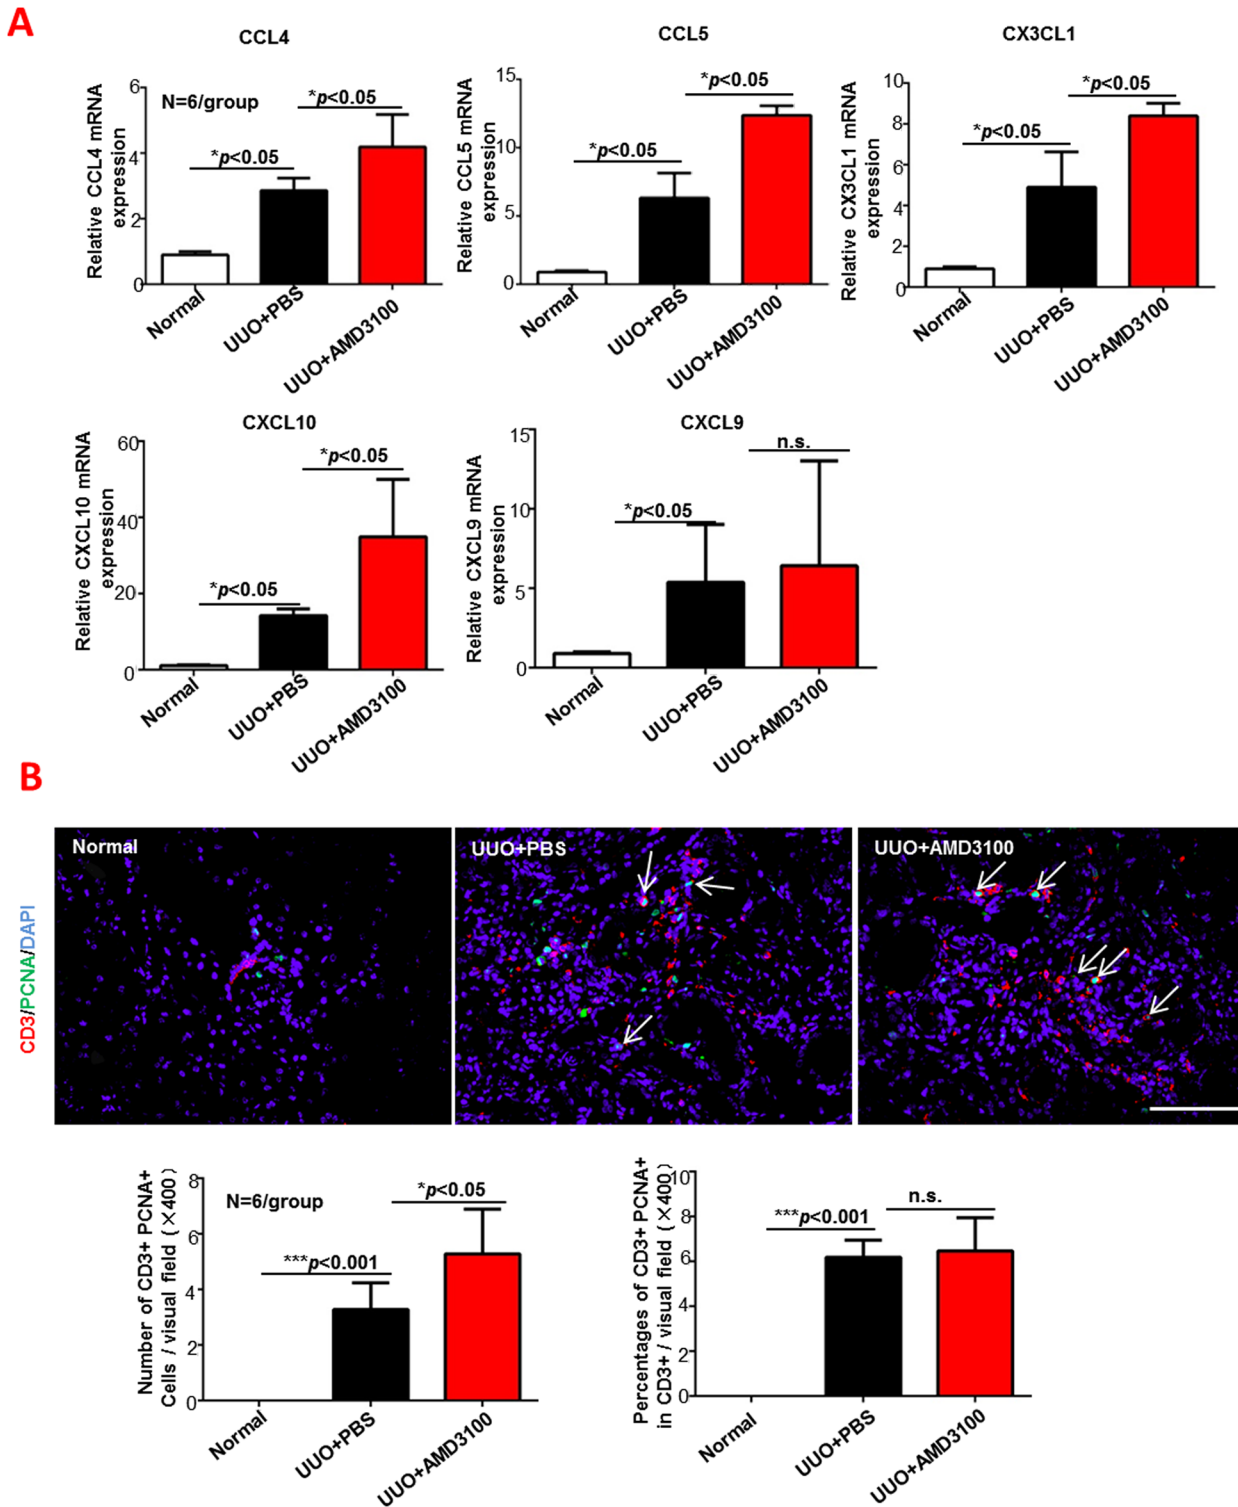 A
CCL4
CCL5
CX3CL1
Relative CCL4 mRNA
expression
6
4
2
0
N=6/group
*p<0.05
*p<0.05
Normal
UUO+PBS
UUO+AMD3100
Relative CCL5 mRNA
expression
15
10
5
0
*p<0.05
*p<0.05
Normal
UUO+PBS
UUO+AMD3100
Relative CX3CL1 mRNA
expression
10
8
6
4
2
0
*p<0.05
*p<0.05
Normal
UUO+PBS
UUO+AMD3100
CXCL10
CXCL9
Relative CXCL10 mRNA
expression
60
40
20
0
*p<0.05
*p<0.05
Normal
UUO+PBS
UUO+AMD3100
Relative CXCL9 mRNA
expression
15
10
5
0
*p<0.05
n.s.
Normal
UUO+PBS
UUO+AMD3100
B
CD3/PCNA/DAPI
Normal
UUO+PBS
UUO+AMD3100
Number of CD3+ PCNA+
Cells / visual field (×400)
8
6
4
2
0
N=6/group
***p<0.001
*p<0.05
Normal
UUO+PBS
UUO+AMD3100
Percentages of CD3+ PCNA+
in CD3+ / visual field (×400)
10
8
6
4
2
0
***p<0.001
n.s.
Normal
UUO+PBS
UUO+AMD3100